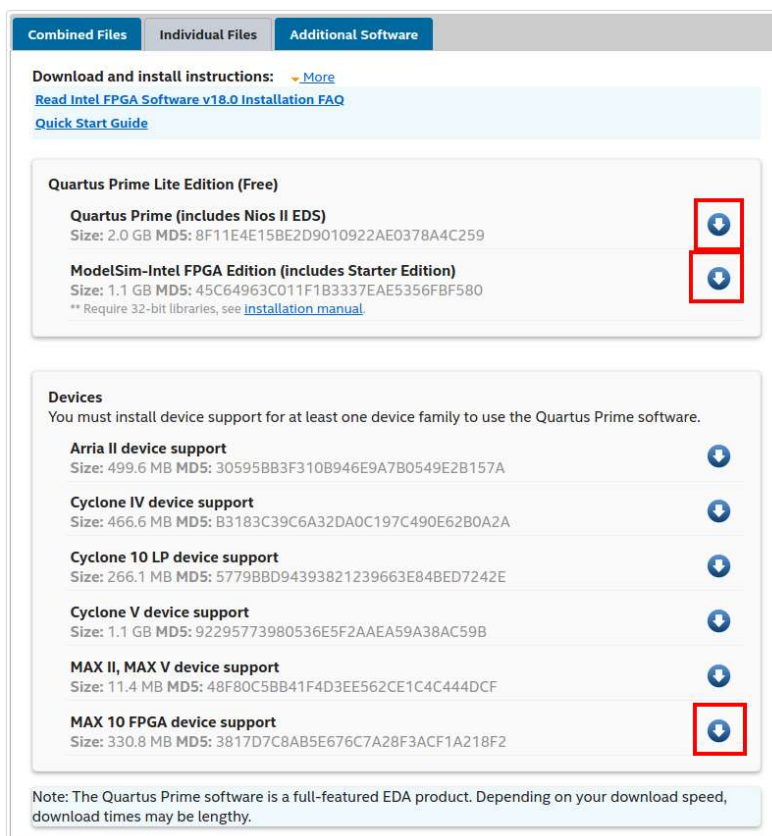 Combined Files
Individual Files
Additional Software
Download and install instructions: More
Read Intel FPGA Software v18.0 Installation FAQ
Quick Start Guide
Quartus Prime Lite Edition (Free)
Quartus Prime (includes Nios II EDS)
Size: 2.0 GB MD5: 8F11E4E15BE2D9010922AE0378A4C259
ModelSim-Intel FPGA Edition (includes Starter Edition)
Size: 1.1 GB MD5: 45C64963C011F1B3337EAE5356FBF580
** Require 32-bit libraries, see installation manual.
Devices
You must install device support for at least one device family to use the Quartus Prime software.
Arria II device support
Size: 499.6 MB MD5: 30595BB3F310B946E9A7B0549E2B157A
Cyclone IV device support
Size: 466.6 MB MD5: B3183C39C6A32DA0C197C490E62B0A2A
Cyclone 10 LP device support
Size: 266.1 MB MD5: 5779BBD94393821239663E84BED7242E
Cyclone V device support
Size: 1.1 GB MD5: 92295773980536E5F2AAEA59A38AC59B
MAX II, MAX V device support
Size: 11.4 MB MD5: 48F80C5BB41F4D3EE562CE1C4C444DCF
MAX 10 FPGA device support
Size: 330.8 MB MD5: 3817D7C8AB5E676C7A28F3ACF1A218F2
Note: The Quartus Prime software is a full-featured EDA product. Depending on your download speed,
download times may be lengthy.